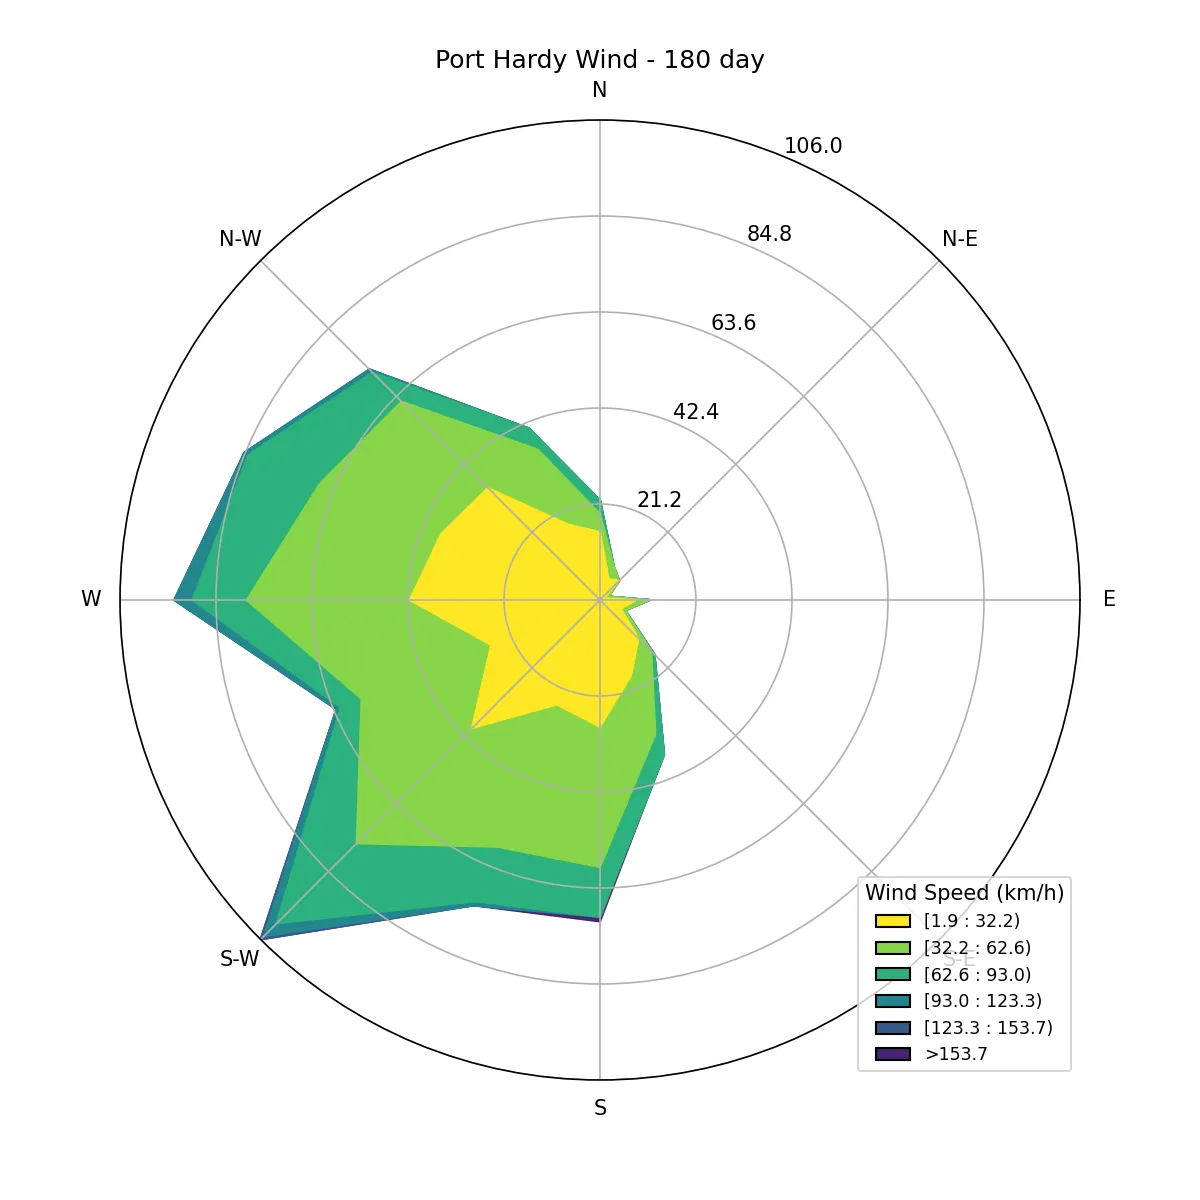 Port Hardy Wind - 180 day
N
106.0
N-W
84.8
N-E
63.6
42.4
21.2
W
E
S-W
S-E
S
Wind Speed (km/h)
[1.9 : 32.2)
[32.2 : 62.6)
[62.6 : 93.0)
[93.0 : 123.3)
[123.3 : 153.7)
>153.7